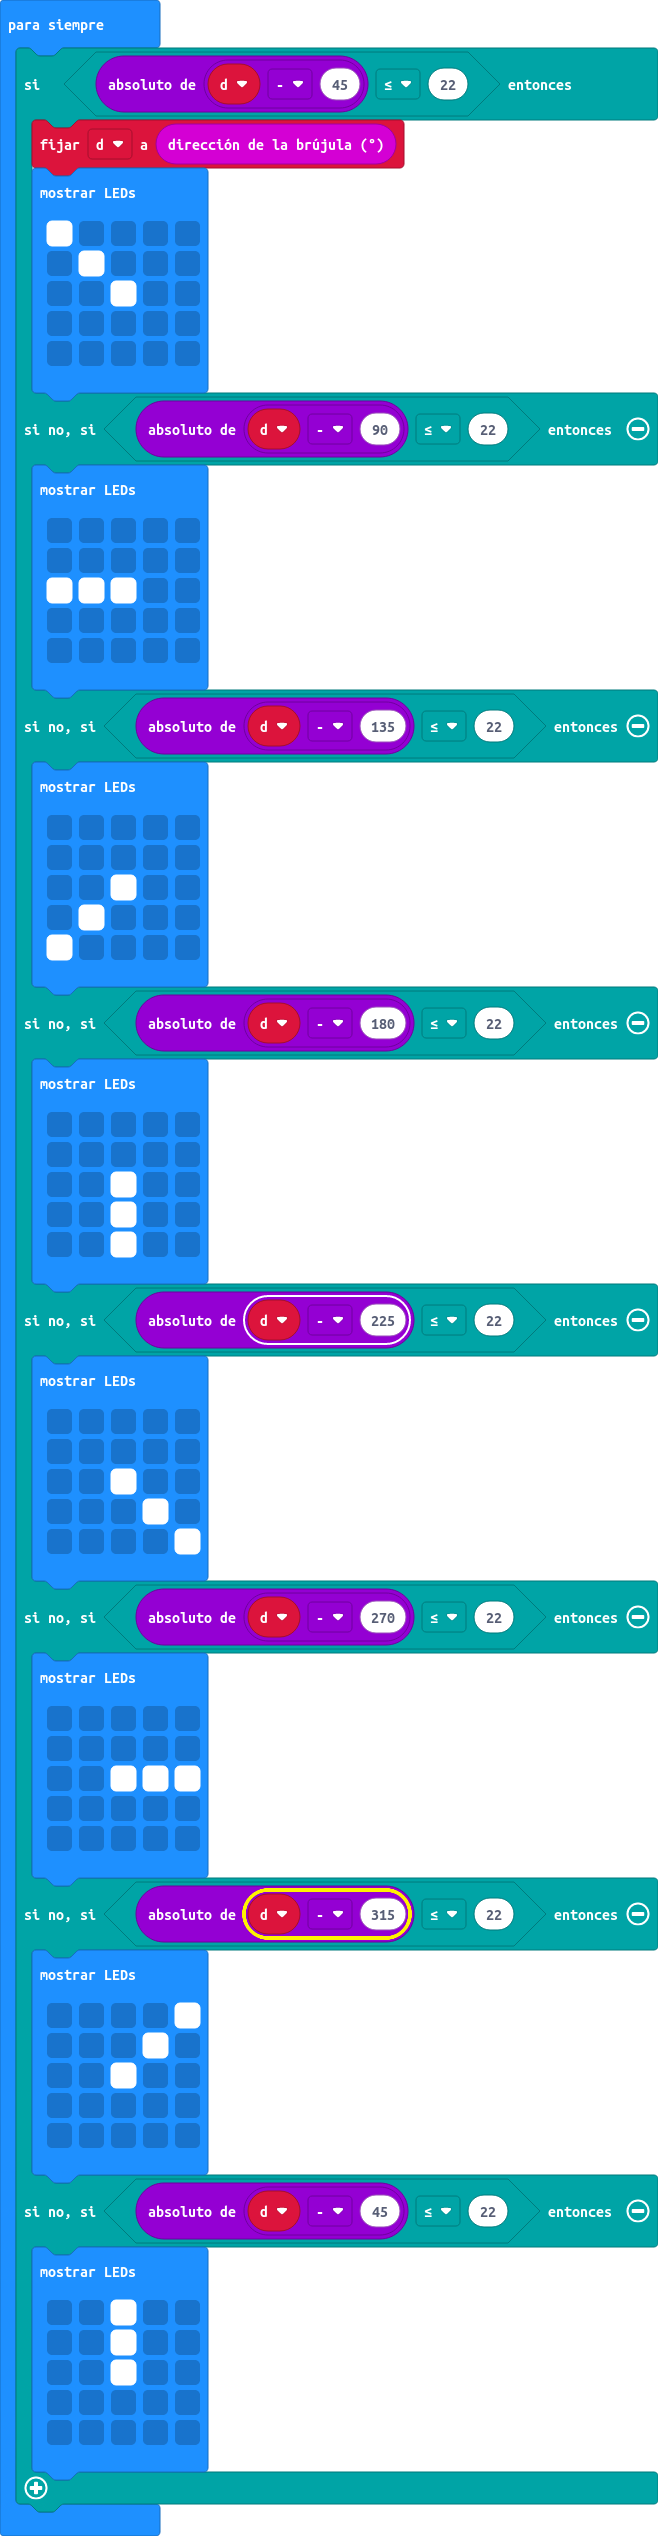 para siempre
si absoluto de d - 45 ≤ 22 entonces
fijar d a dirección de la brújula (°)
mostrar LEDs
si no, si absoluto de d - 90 ≤ 22 entonces
mostrar LEDs
si no, si absoluto de d - 135 ≤ 22 entonces
mostrar LEDs
si no, si absoluto de d - 180 ≤ 22 entonces
mostrar LEDs
si no, si absoluto de d - 225 ≤ 22 entonces
mostrar LEDs
si no, si absoluto de d - 270 ≤ 22 entonces
mostrar LEDs
si no, si absoluto de d - 315 ≤ 22 entonces
mostrar LEDs
si no, si absoluto de d - 45 ≤ 22 entonces
mostrar LEDs